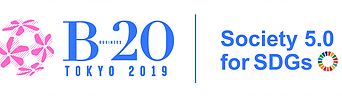 B20
BUSINESS
TOKYO 2019
Society 5.0
for SDGs